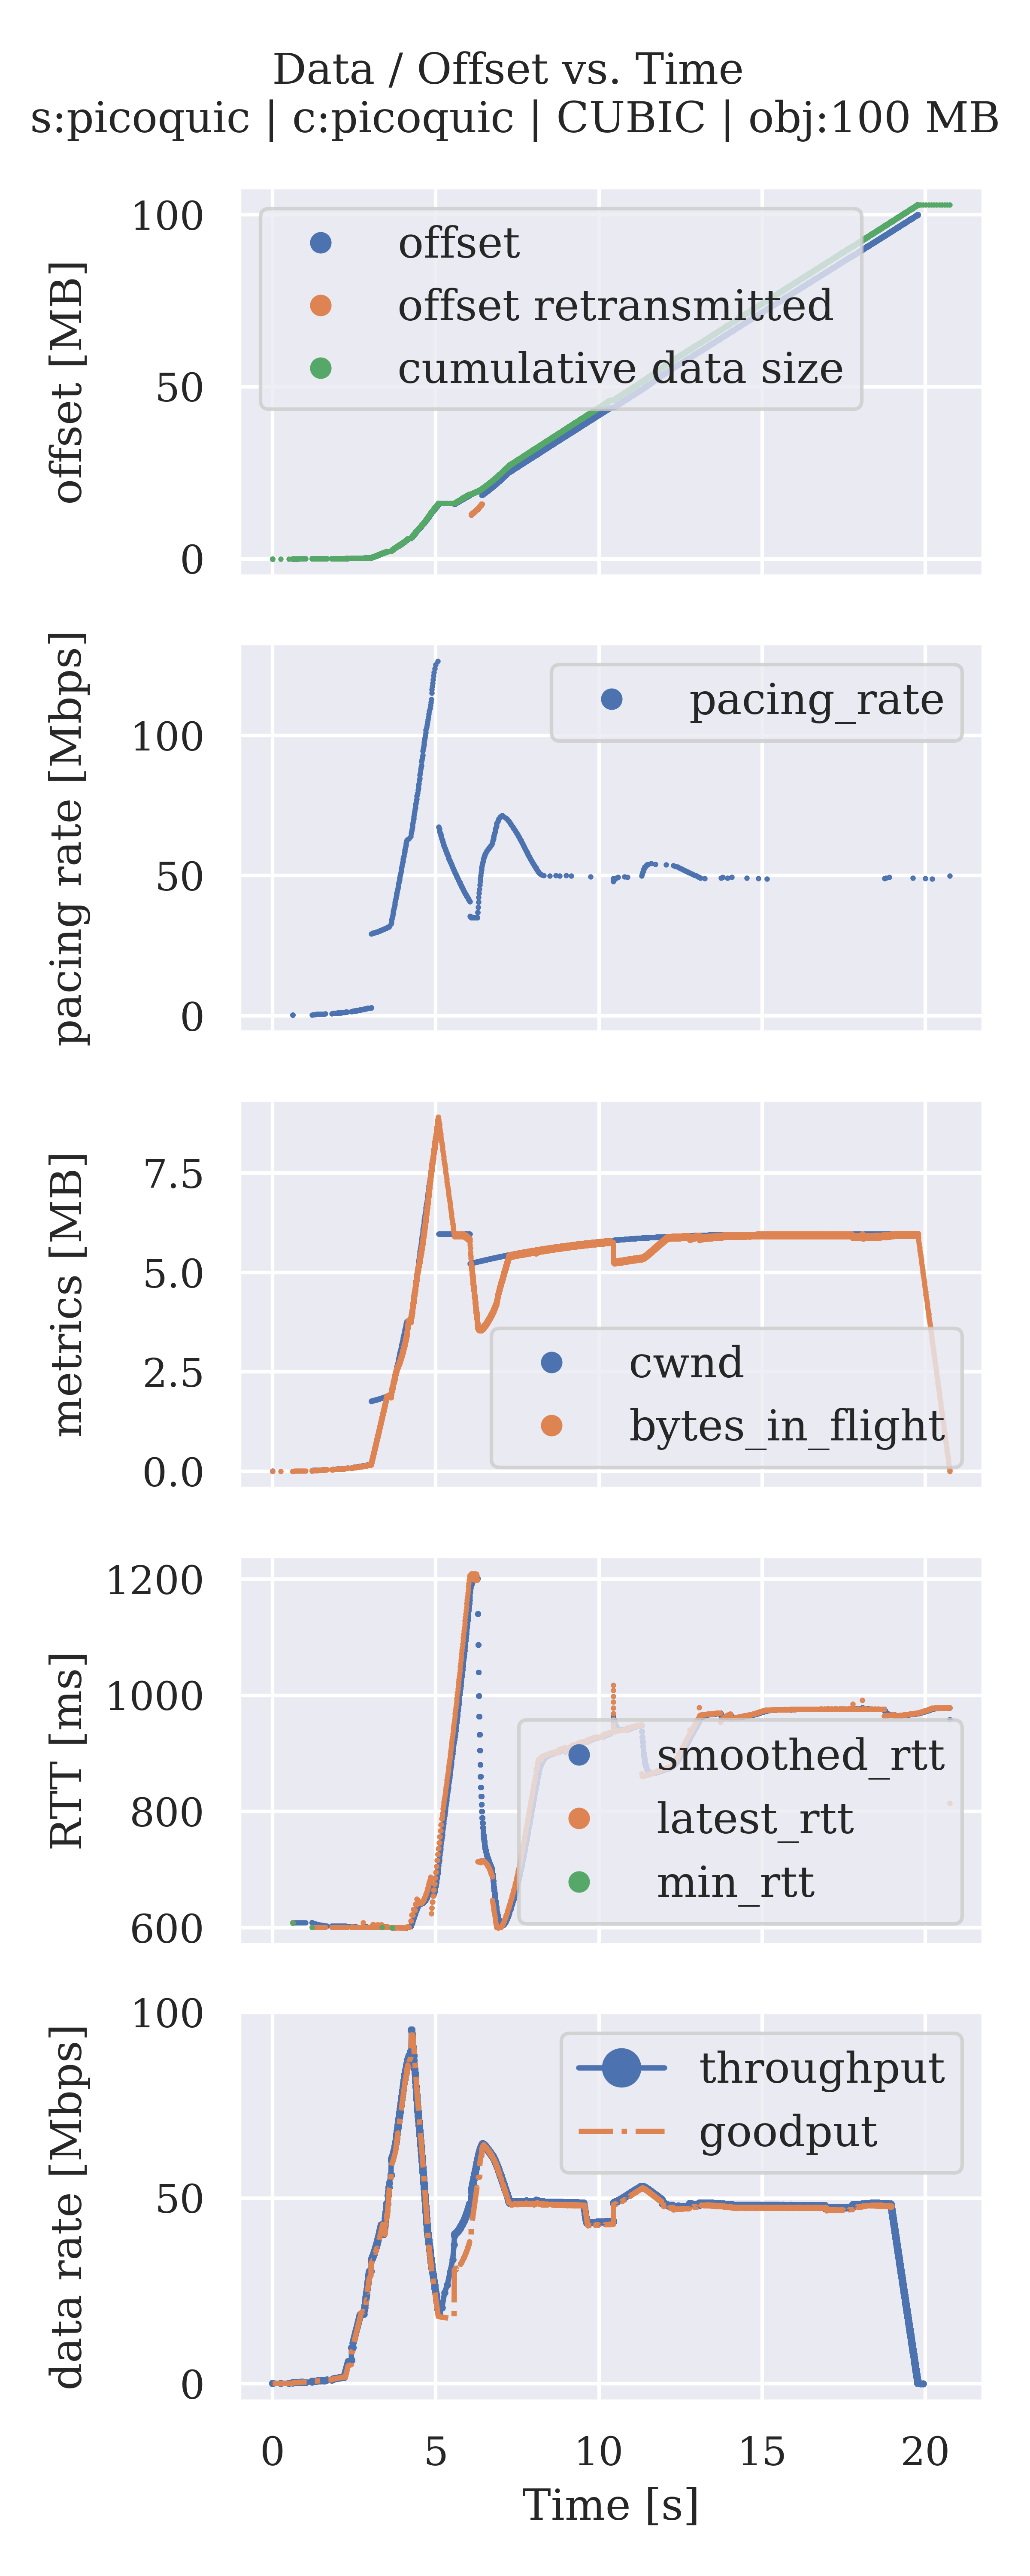 Data / Offset vs. Time
s:picoquic | c:picoquic | CUBIC | obj:100 MB
offset [MB]
100
50
0
offset
offset retransmitted
cumulative data size
pacing rate [Mbps]
100
50
0
pacing_rate
metrics [MB]
7.5
5.0
2.5
0.0
cwnd
bytes_in_flight
RTT [ms]
1200
1000
800
600
smoothed_rtt
latest_rtt
min_rtt
data rate [Mbps]
100
50
0
throughput
goodput
0 5 10 15 20
Time [s]